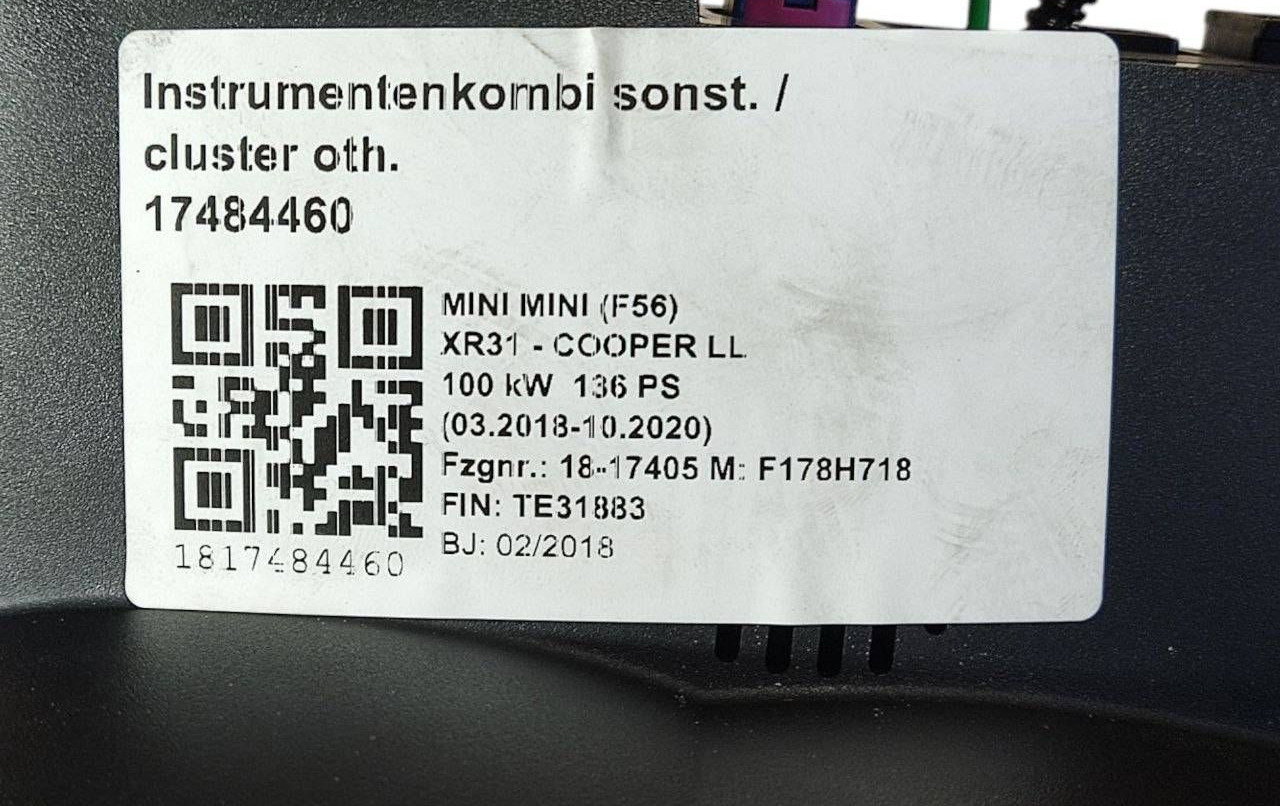 Instrumentenkombi sonst. /
cluster oth.
17484460
MINI MINI (F56)
XR31 - COOPER LL
100 kW 136 PS
(03.2018-10.2020)
Fzgnr.: 18-17405 M: F178H718
FIN: TE31883
BJ: 02/2018
1817484460